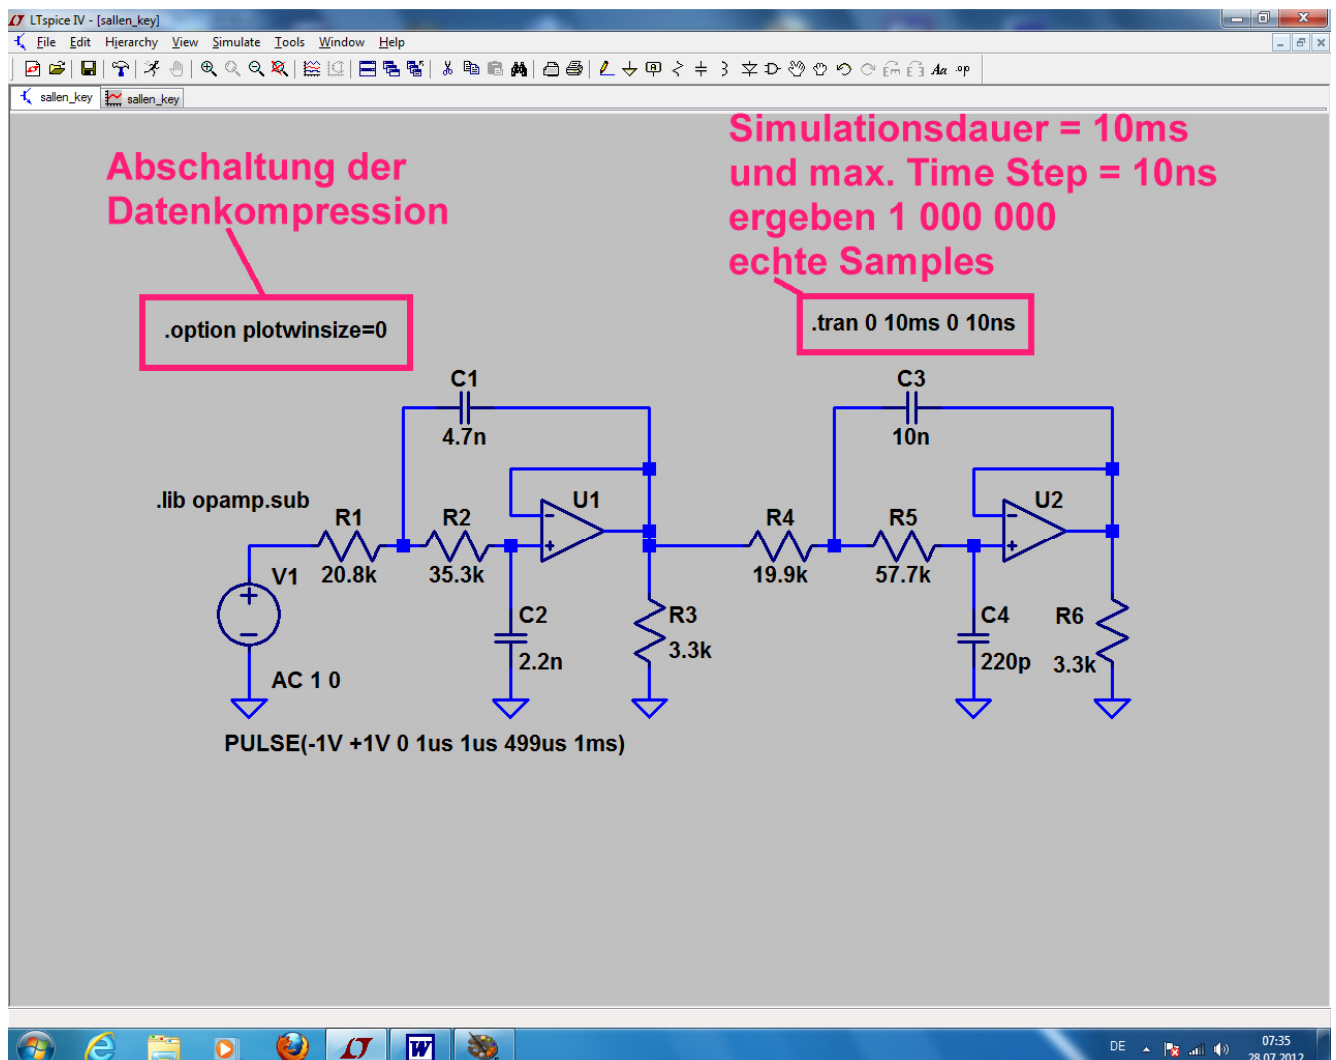 LTspice IV - [sallen_key]
File Edit Hierarchy View Simulate Tools Window Help
sallen_key
sallen_key
Abschaltung der
Datenkompression
Simulationsdauer = 10ms
und max. Time Step = 10ns
ergeben 1 000 000
echte Samples
.option plotwinsize=0
.tran 0 10ms 0 10ns
C1
4.7n
C3
10n
.lib opamp.sub
U1
U2
R1
20.8k
R2
35.3k
R4
19.9k
R5
57.7k
V1
C2
2.2n
R3
3.3k
C4
220p
R6
3.3k
AC 1 0
PULSE(-1V +1V 0 1us 1us 499us 1ms)
DE
07:35
28.07.2012